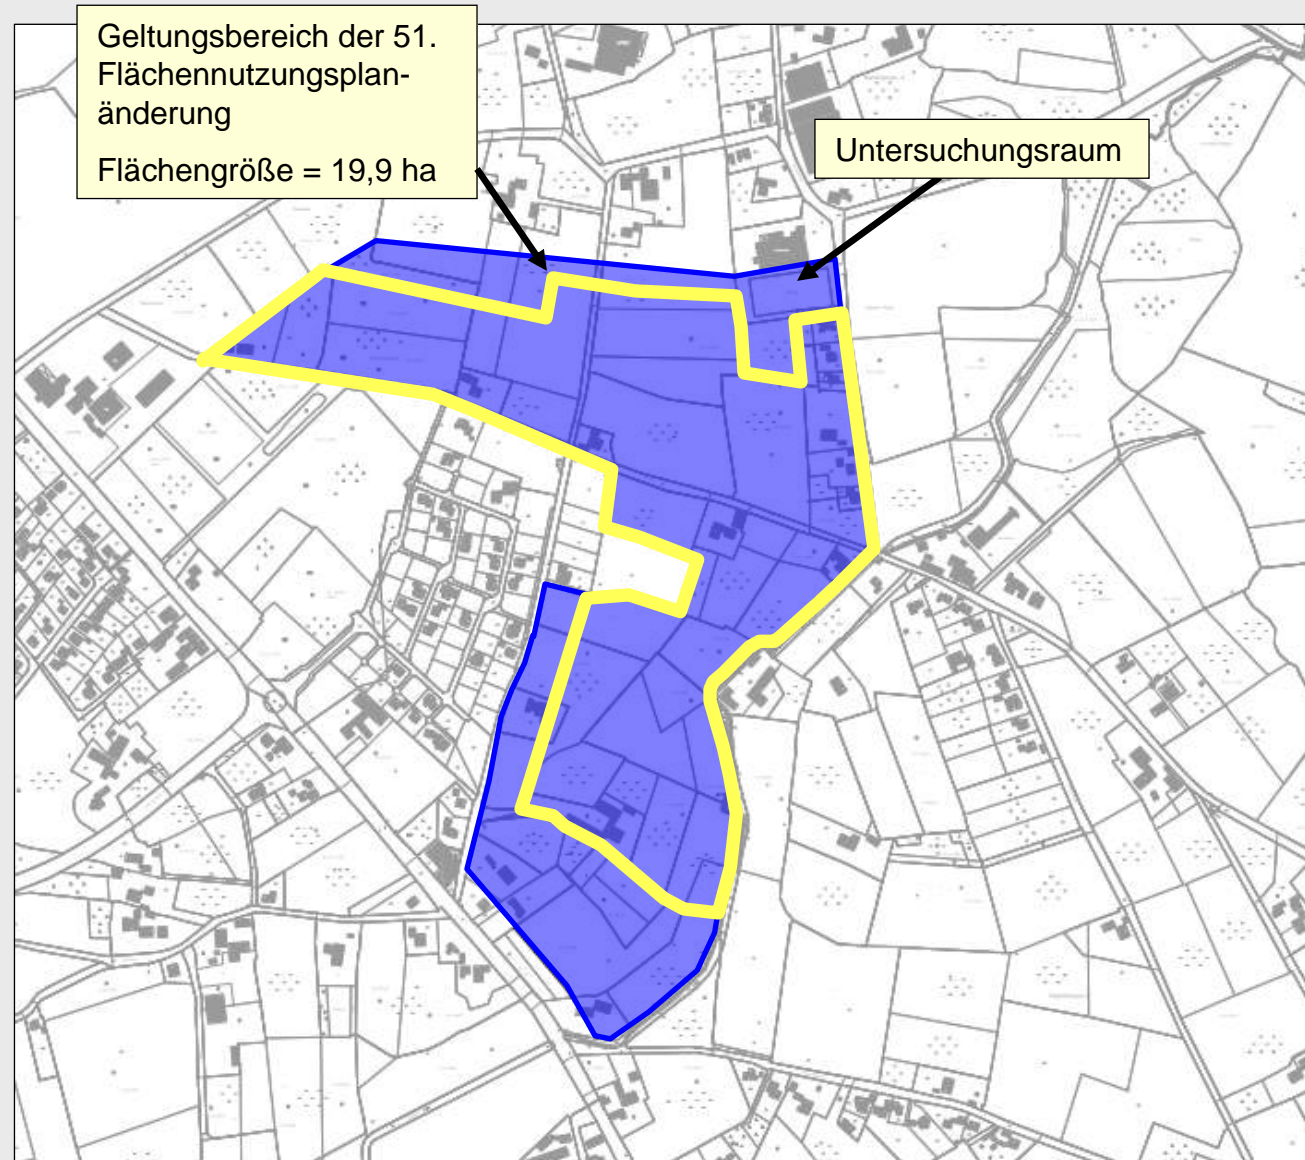 Geltungsbereich der 51.
Flächennutzungsplan-
änderung
Flächengröße = 19,9 ha
Untersuchungsraum